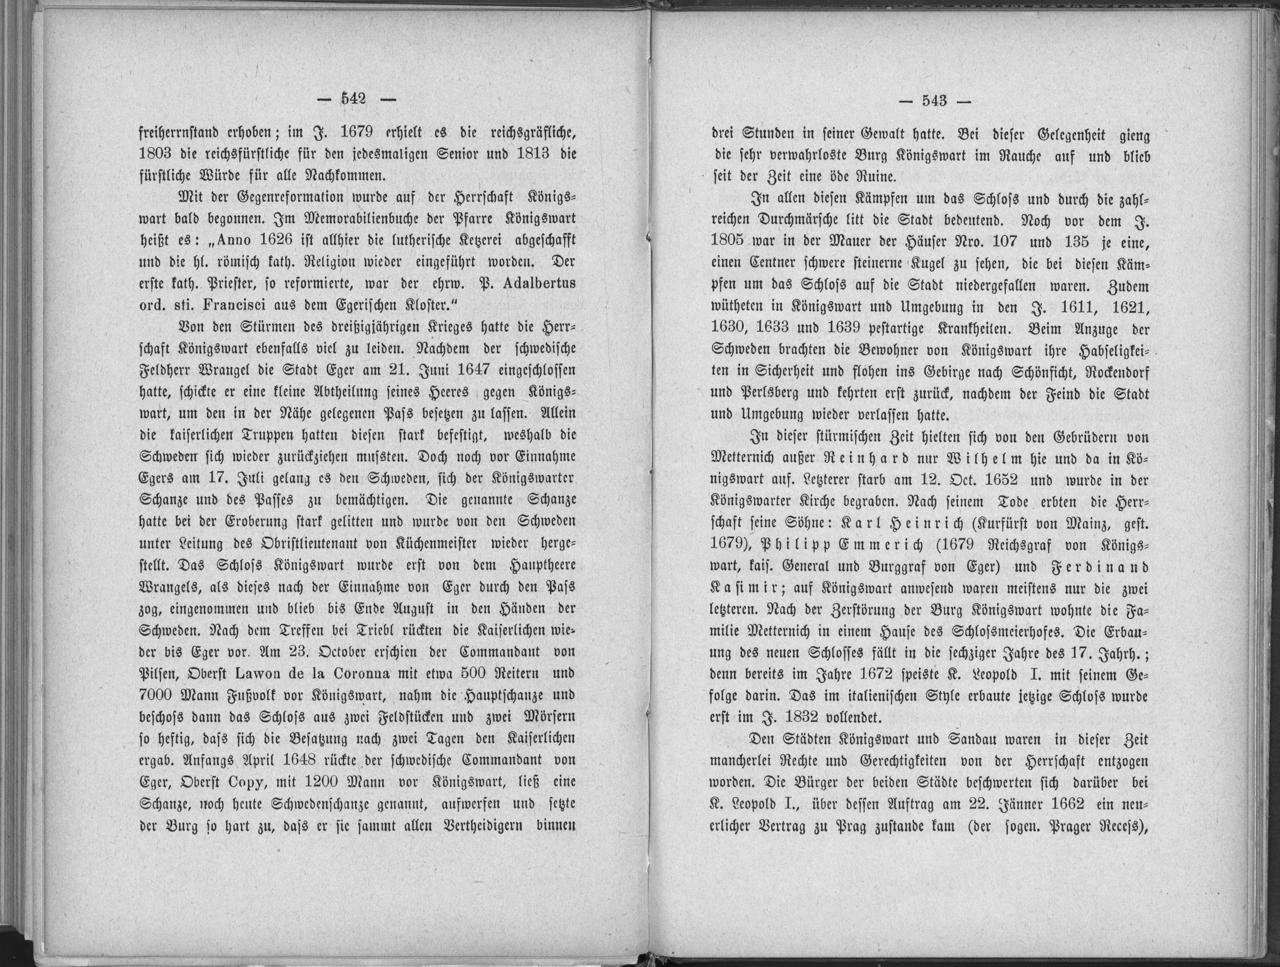 — 542 —
freiherrnstand erhoben; im J. 1679 erhielt es die reichsgräfliche,
1803 die reichsfürstliche für den jedesmaligen Senior und 1813 die
fürstliche Würde für alle Nachkommen.
Mit der Gegenreformation wurde auf der Herrschaft Königs-
wart bald begonnen. Im Memorabilienbuche der Pfarre Königswart
heißt es: „Anno 1626 ist allhier die lutherische Ketzerei abgeschafft
und die hl. römisch kath. Religion wieder eingeführt worden. Der
erste kath. Priester, so reformierte, war der ehrw. P. Adalbertus
ord. sti. Francisci aus dem Egerischen Kloster.“
Von den Stürmen des dreißigjährigen Krieges hatte die Herr-
schaft Königswart ebenfalls viel zu leiden. Nachdem der schwedische
Feldherr Wrangel die Stadt Eger am 21. Juni 1647 eingeschlossen
hatte, schickte er eine kleine Abtheilung seines Heeres gegen Königs-
wart, um den in der Nähe gelegenen Pass besetzen zu lassen. Allein
die kaiserlichen Truppen hatten diesen stark befestigt, weshalb die
Schweden sich wieder zurückziehen mussten. Doch noch vor Einnahme
Egers am 17. Juli gelang es den Schweden, sich der Königswarter
Schanze und des Passes zu bemächtigen. Die genannte Schanze
hatte bei der Eroberung stark gelitten und wurde von den Schweden
unter Leitung des Obristlieutenant von Küchenmeister wieder herge-
stellt. Das Schloss Königswart wurde erst von dem Hauptheere
Wrangels, als dieses nach der Einnahme von Eger durch den Pass
zog, eingenommen und blieb bis Ende August in den Händen der
Schweden. Nach dem Treffen bei Triebl rückten die Kaiserlichen wie-
der bis Eger vor. Am 23. October erschien der Commandant von
Pilsen, Oberst Lawon de la Coronna mit etwa 500 Reitern und
7000 Mann Fußvolk vor Königswart, nahm die Hauptschanze und
beschoss dann das Schloss aus zwei Feldstücken und zwei Mörsern
so heftig, dass sich die Besatzung nach zwei Tagen den Kaiserlichen
ergab. Anfangs April 1648 rückte der schwedische Commandant von
Eger, Oberst Copy, mit 1200 Mann vor Königswart, ließ eine
Schanze, noch heute Schwedenschanze genannt, aufwerfen und setzte
der Burg so hart zu, dass er sie sammt allen Vertheidigern binnen
— 543 —
drei Stunden in seiner Gewalt hatte. Bei dieser Gelegenheit gieng
die sehr verwahrloste Burg Königswart im Rauche auf und blieb
seit der Zeit eine öde Ruine.
In allen diesen Kämpfen um das Schloss und durch die zahl-
reichen Durchmärsche litt die Stadt bedeutend. Noch vor dem J.
1805 war in der Mauer der Häuser Nro. 107 und 135 je eine,
einen Centner schwere steinerne Kugel zu sehen, die bei diesen Käm-
pfen um das Schloss auf die Stadt niedergefallen waren. Zudem
wütheten in Königswart und Umgebung in den J. 1611, 1621,
1630, 1633 und 1639 pestartige Krankheiten. Beim Anzuge der
Schweden brachten die Bewohner von Königswart ihre Habseligkei-
ten in Sicherheit und flohen ins Gebirge nach Schönficht, Rockendorf
und Perlsberg und kehrten erst zurück, nachdem der Feind die Stadt
und Umgebung wieder verlassen hatte.
In dieser stürmischen Zeit hielten sich von den Gebrüdern von
Metternich außer Reinhard nur Wilhelm hie und da in Kö-
nigswart auf. Letzterer starb am 12. Oct. 1652 und wurde in der
Königswarter Kirche begraben. Nach seinem Tode erbten die Herr-
schaft seine Söhne: Karl Heinrich (Kurfürst von Mainz, gest.
1679), Philipp Emmerich (1679 Reichsgraf von Königs-
wart, kais. General und Burggraf von Eger) und Ferdinand
Kasimir; auf Königswart anwesend waren meistens nur die zwei
letzteren. Nach der Zerstörung der Burg Königswart wohnte die Fa-
milie Metternich in einem Hause des Schlossmeierhofes. Die Erbau-
ung des neuen Schlosses fällt in die sechziger Jahre des 17. Jahrh.;
denn bereits im Jahre 1672 speiste K. Leopold I. mit seinem Ge-
folge darin. Das im italienischen Style erbaute jetzige Schloss wurde
erst im J. 1832 vollendet.
Den Städten Königswart und Sandau waren in dieser Zeit
mancherlei Rechte und Gerechtigkeiten von der Herrschaft entzogen
worden. Die Bürger der beiden Städte beschwerten sich darüber bei
K. Leopold I., über dessen Auftrag am 22. Jänner 1662 ein neu-
erlicher Vertrag zu Prag zustande kam (der sogen. Prager Recess),